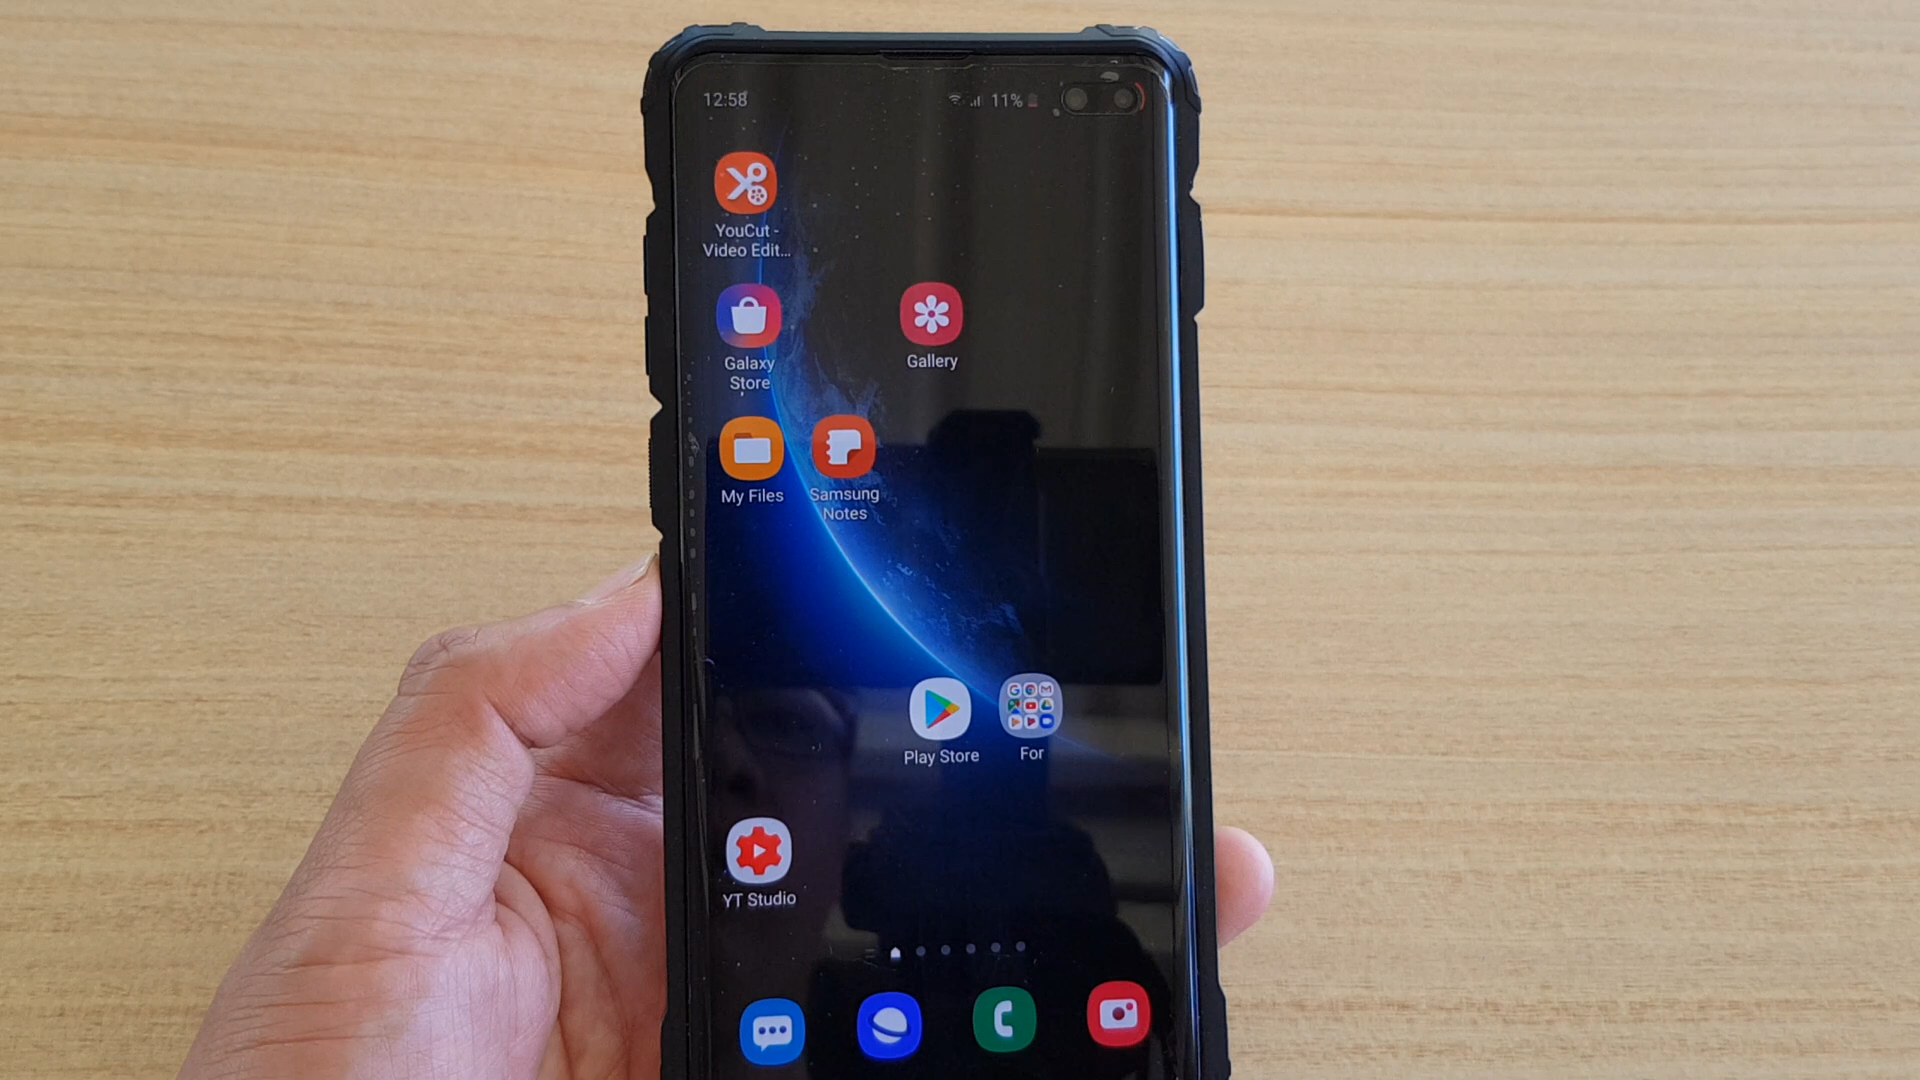 12:58
11%
YouCut -
Video Edit...
Galaxy
Store
Gallery
My Files
Samsung
Notes
Play Store
For
YT Studio